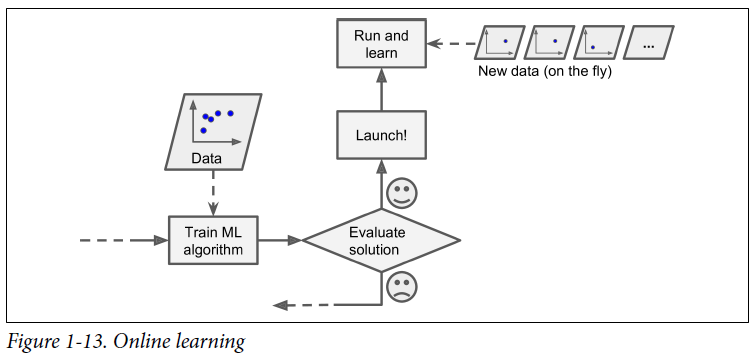 Run and
learn
...
New data (on the fly)
Launch!
Data
Train ML
algorithm
Evaluate
solution
Figure 1-13. Online learning